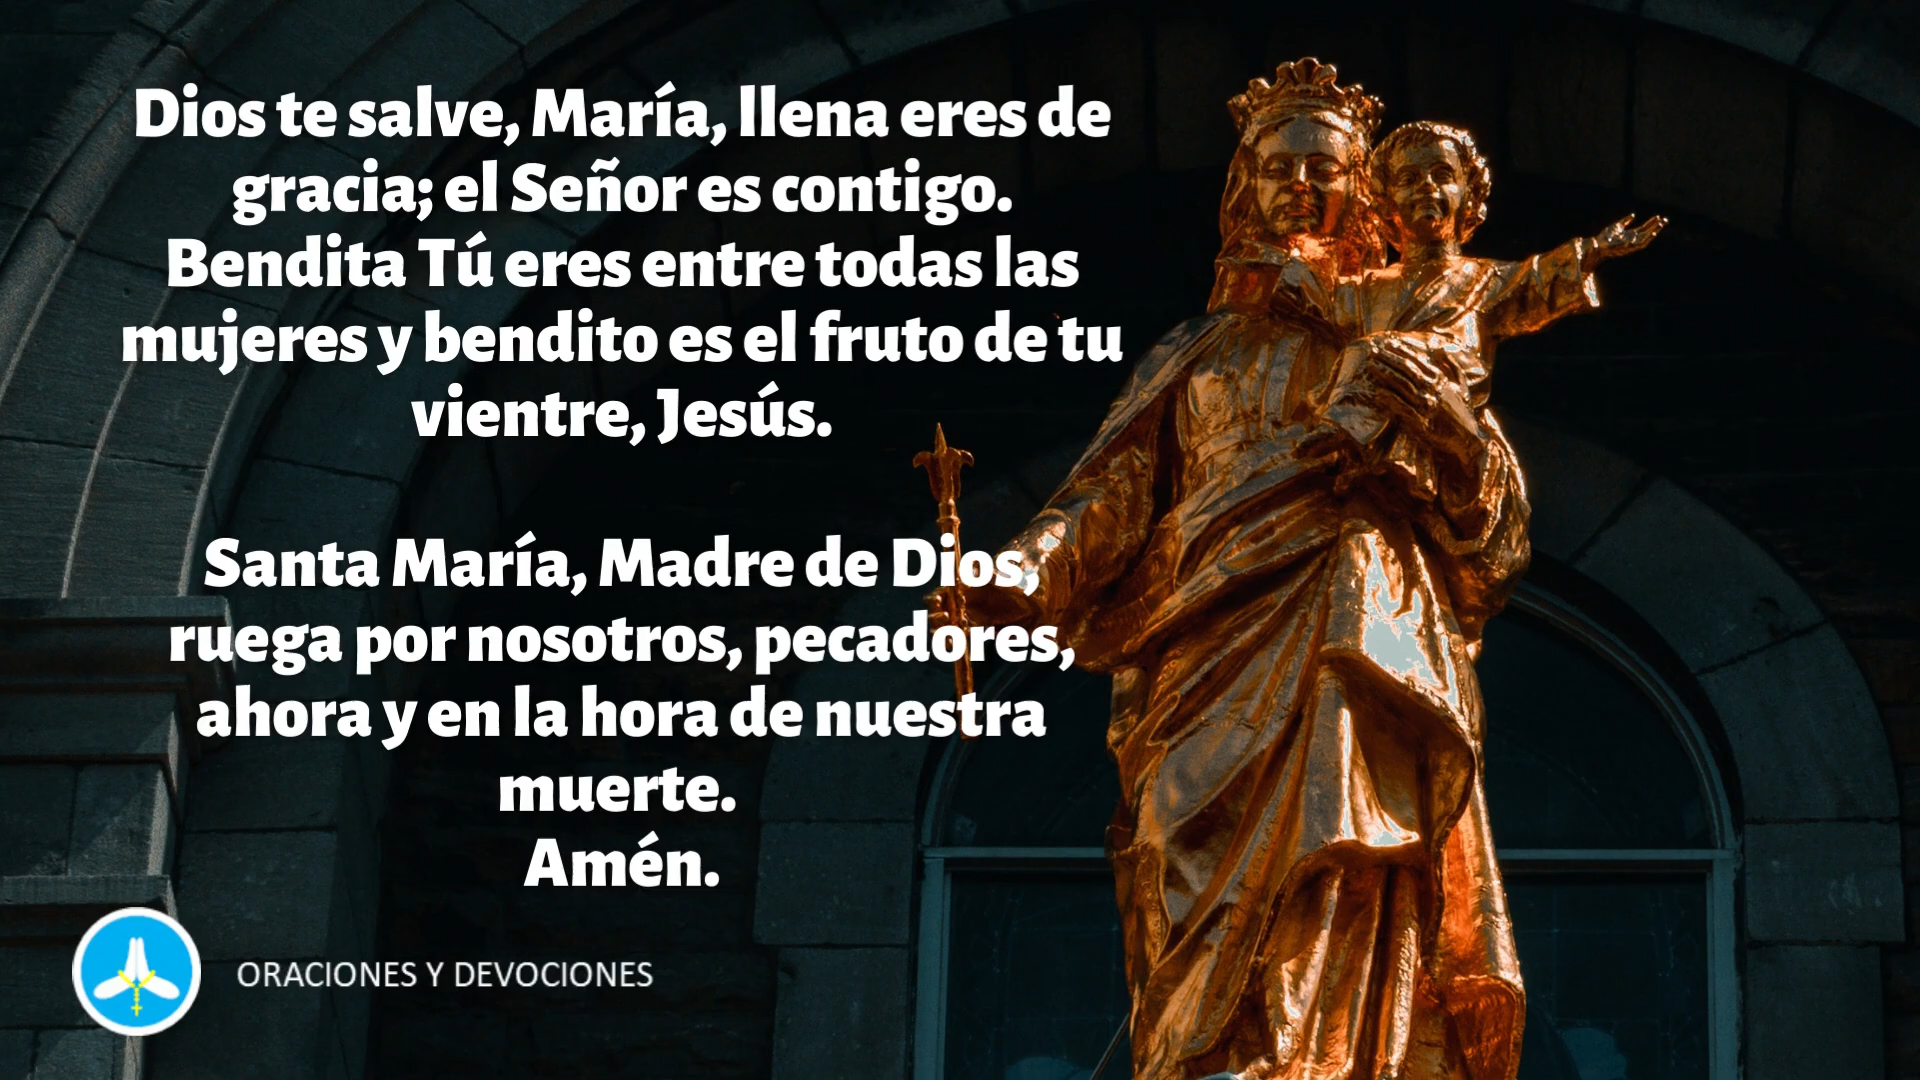 Dios te salve, María, llena eres de
gracia; el Señor es contigo.
Bendita Tú eres entre todas las
mujeres y bendito es el fruto de tu
vientre, Jesús.
Santa María, Madre de Dios,
ruega por nosotros, pecadores,
ahora y en la hora de nuestra
muerte.
Amén.
ORACIONES Y DEVOCIONES